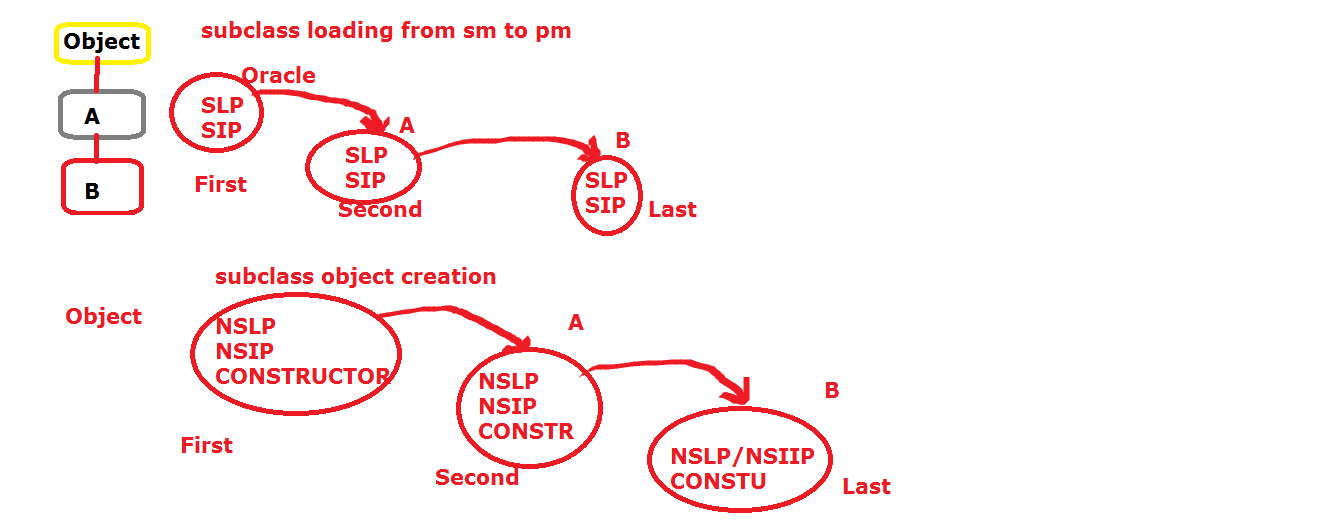 Object
A
B
subclass loading from sm to pm
Oracle
SLP
SIP
First
A
SLP
SIP
Second
B
SLP
SIP
Last
subclass object creation
Object
NSLP
NSIP
CONSTRUCTOR
First
A
NSLP
NSIP
CONSTR
Second
B
NSLP/NSIIP
CONSTU
Last